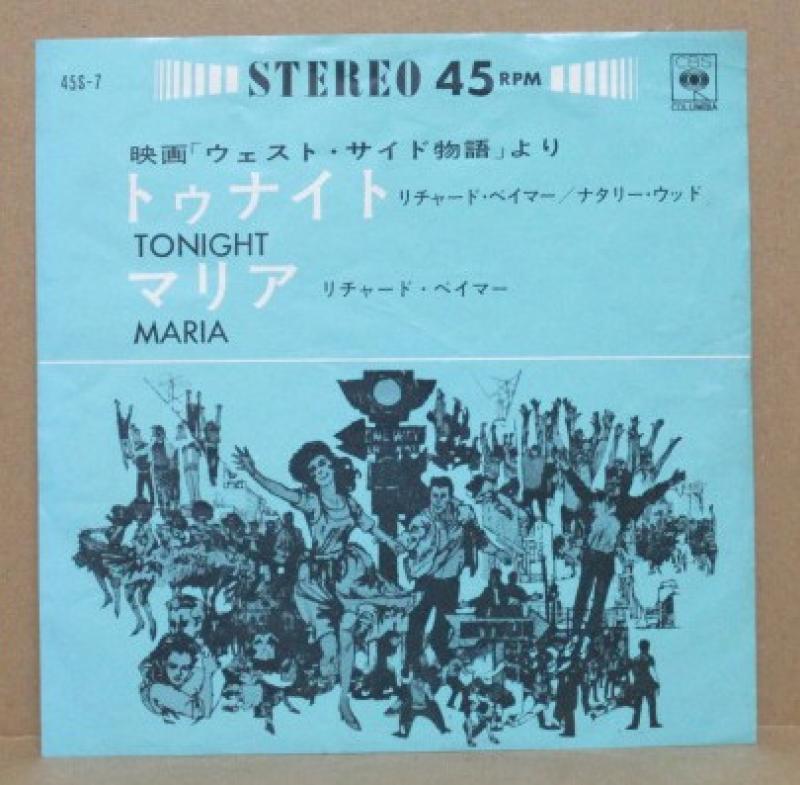 45S-7
STEREO 45 RPM
CBS
COLUMBIA
映画「ウェスト・サイド物語」より
トゥナイト リチャード・ベイマー/ナタリー・ウッド
TONIGHT
マリア リチャード・ベイマー
MARIA